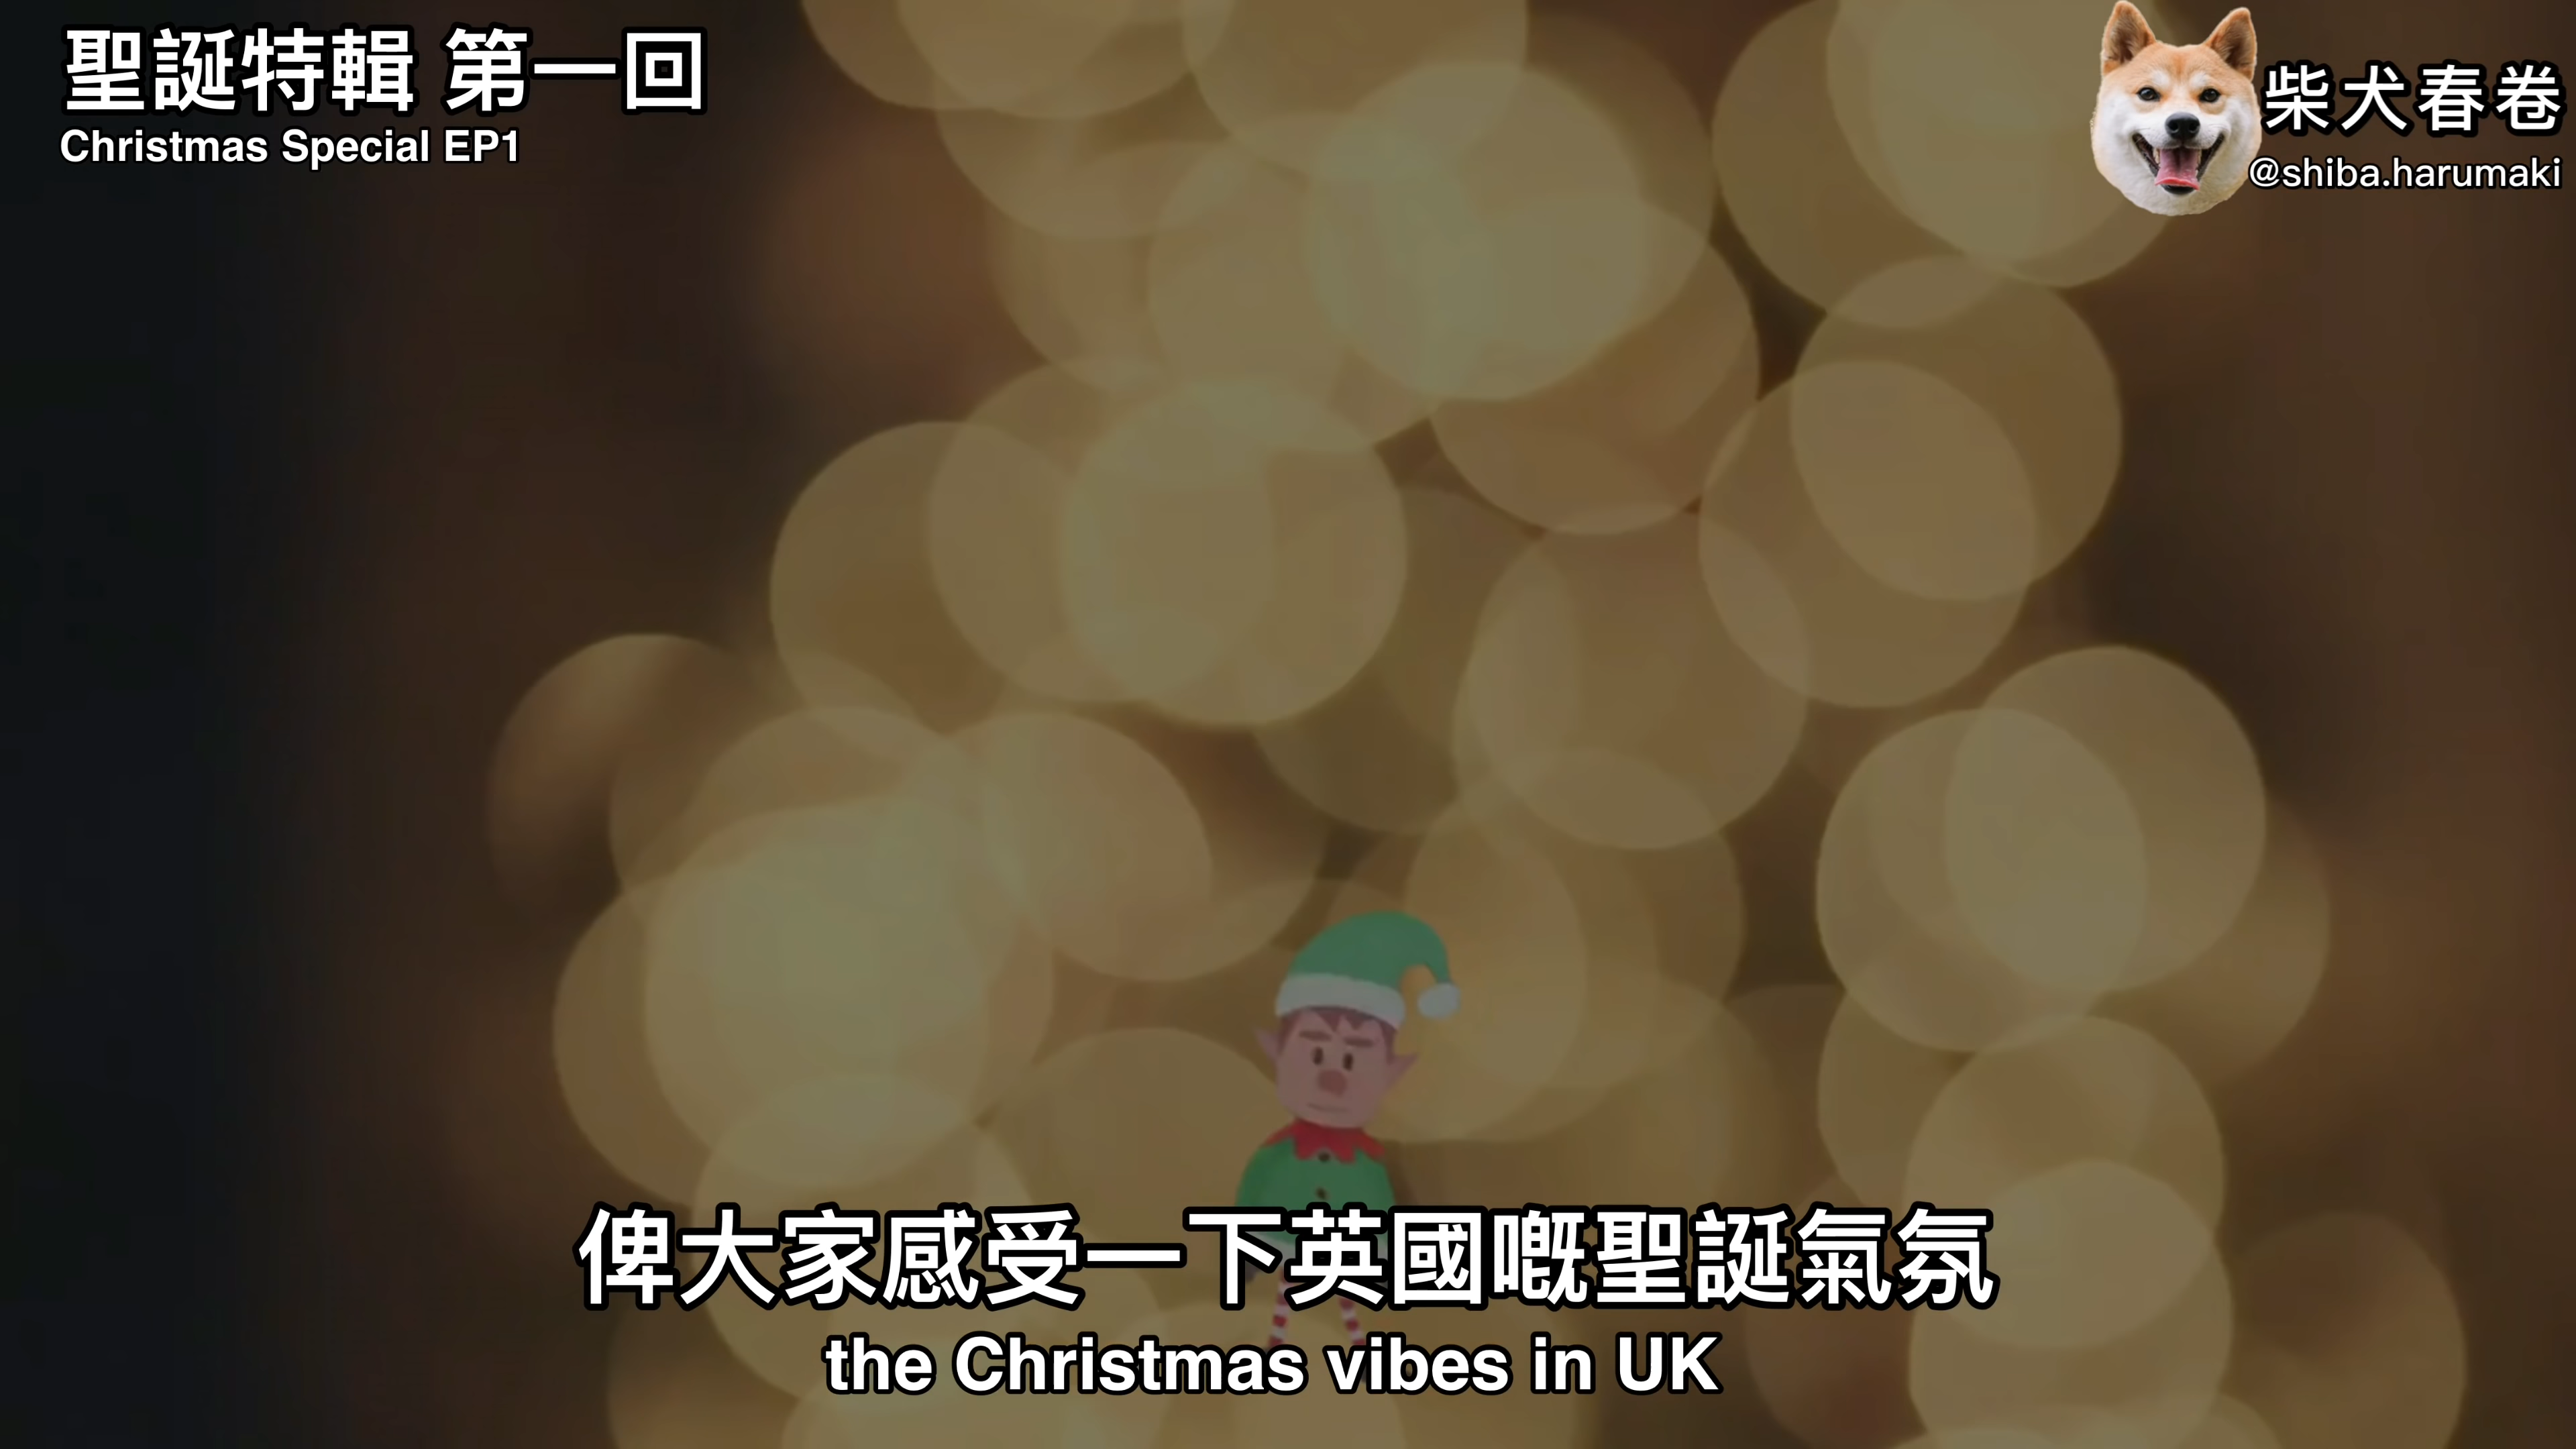 聖誕特輯 第一回
Christmas Special EP1
柴犬春卷
@shiba.harumaki
俾大家感受一下英國嘅聖誕氣氛
the Christmas vibes in UK